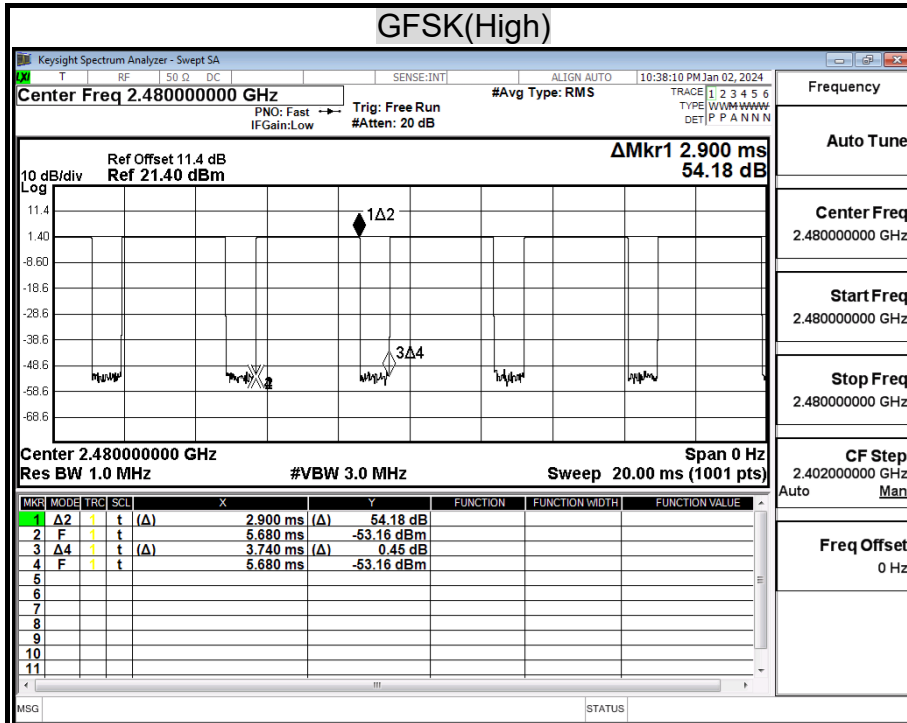 GFSK(High)
Keysight Spectrum Analyzer - Swept SA
LXI T RF 50 Ω DC SENSE:INT ALIGN AUTO 10:38:10 PM Jan 02, 2024
Center Freq 2.480000000 GHz
PNO: Fast
IFGain:Low
Trig: Free Run
#Atten: 20 dB
#Avg Type: RMS
TRACE 1 2 3 4 5 6
TYPE WWMWWWW
DET P P A N N N
Frequency
Auto Tune
Center Freq
2.480000000 GHz
Start Freq
2.480000000 GHz
Stop Freq
2.480000000 GHz
CF Step
2.402000000 GHz
Auto Man
Freq Offset
0 Hz
ΔMkr1 2.900 ms
54.18 dB
Ref Offset 11.4 dB
10 dB/div Ref 21.40 dBm
Log
11.4
1.40
-8.60
-18.6
-28.6
-38.6
-48.6
-58.6
-68.6
1Δ2
3Δ4
Center 2.480000000 GHz Span 0 Hz
Res BW 1.0 MHz #VBW 3.0 MHz Sweep 20.00 ms (1001 pts)
MKR MODE TRC SCL X Y FUNCTION FUNCTION WIDTH FUNCTION VALUE
1 Δ2 1 t (Δ) 2.900 ms (Δ) 54.18 dB
2 F 1 t 5.680 ms -53.16 dBm
3 Δ4 1 t (Δ) 3.740 ms (Δ) 0.45 dB
4 F 1 t 5.680 ms -53.16 dBm
5
6
7
8
9
10
11
MSG STATUS